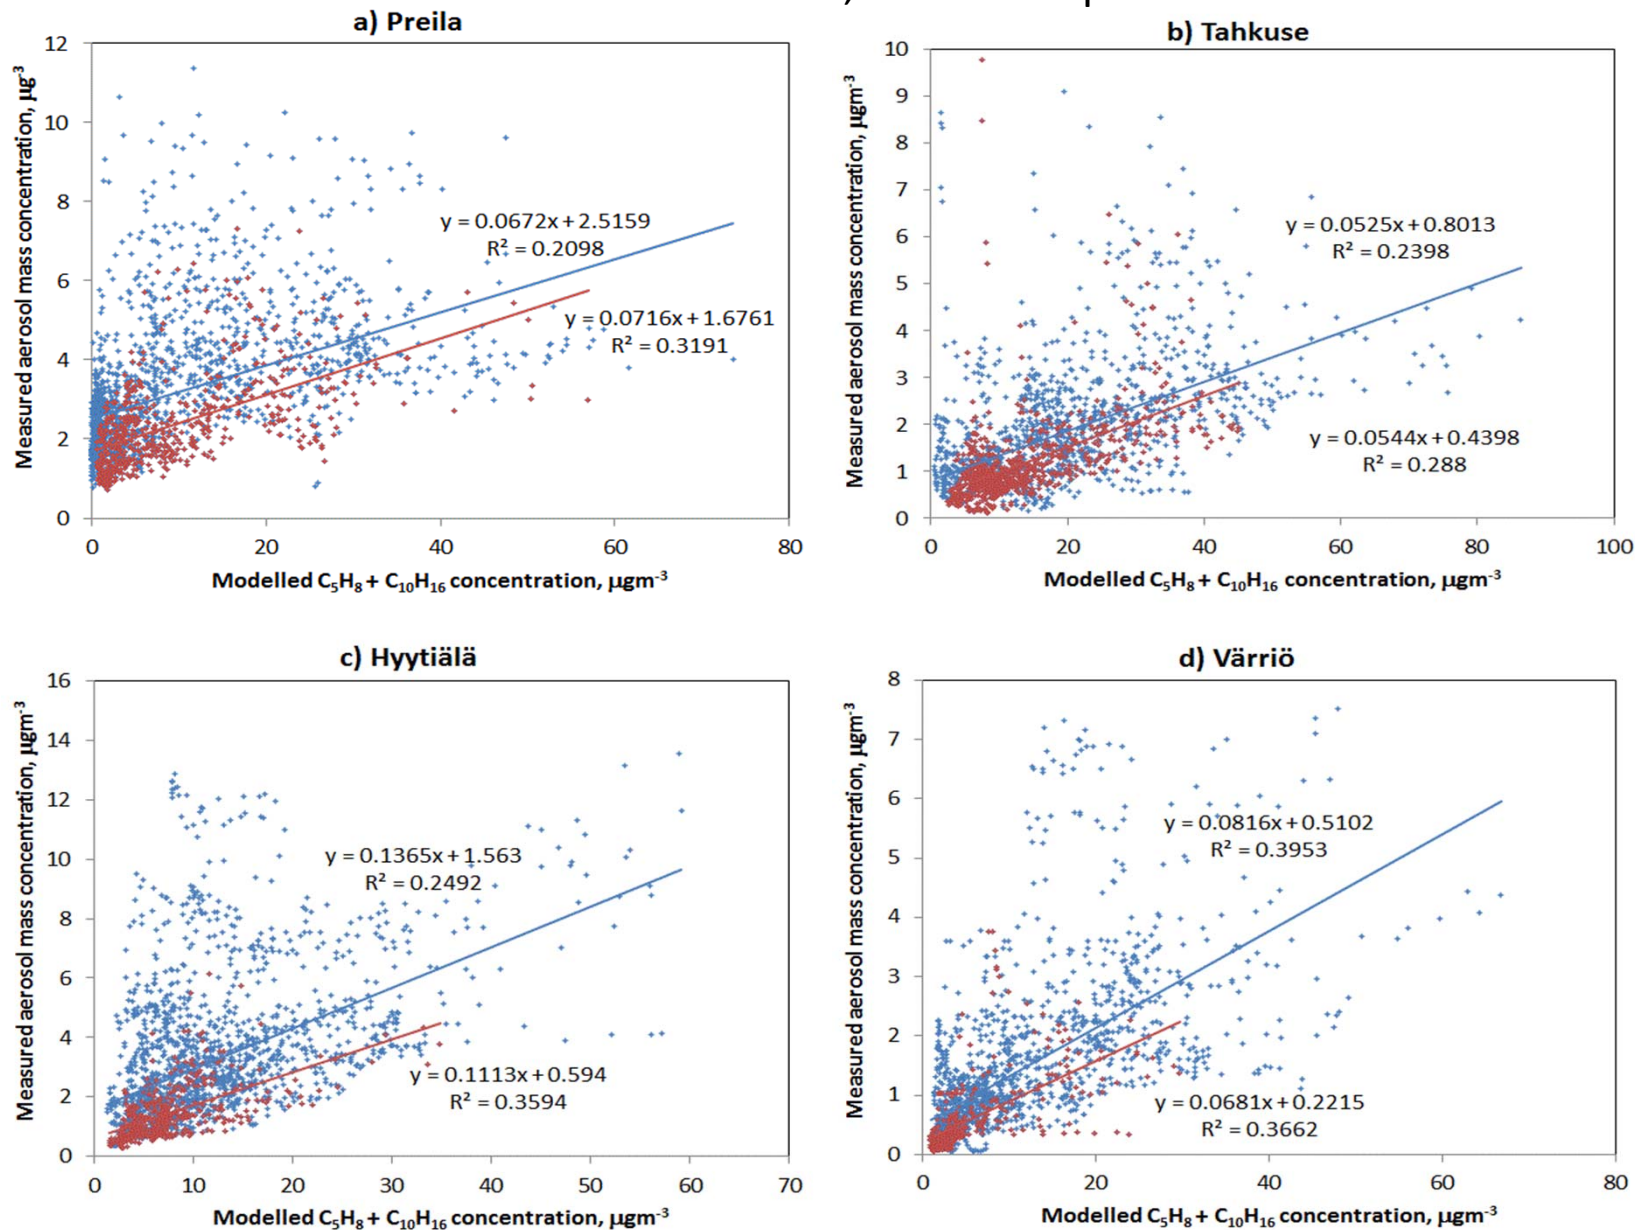 a) Preila
Measured aerosol mass concentration, µg⁻³
12
10
8
6
4
2
0
0 20 40 60 80
y = 0.0672x + 2.5159
R² = 0.2098
y = 0.0716x + 1.6761
R² = 0.3191
Modelled C₅H₈ + C₁₀H₁₆ concentration, µgm⁻³
b) Tahkuse
Measured aerosol mass concentration, µgm⁻³
10
9
8
7
6
5
4
3
2
1
0
0 20 40 60 80 100
y = 0.0525x + 0.8013
R² = 0.2398
y = 0.0544x + 0.4398
R² = 0.288
Modelled C₅H₈ + C₁₀H₁₆ concentration, µgm⁻³
c) Hyytiälä
Measured aerosol mass concentration, µgm⁻³
16
14
12
10
8
6
4
2
0
0 10 20 30 40 50 60 70
y = 0.1365x + 1.563
R² = 0.2492
y = 0.1113x + 0.594
R² = 0.3594
Modelled C₅H₈ + C₁₀H₁₆ concentration, µgm⁻³
d) Värriö
Measured aerosol mass concentration, µgm⁻³
8
7
6
5
4
3
2
1
0
0 20 40 60 80
y = 0.0816x + 0.5102
R² = 0.3953
y = 0.0681x + 0.2215
R² = 0.3662
Modelled C₅H₈ + C₁₀H₁₆ concentration, µgm⁻³